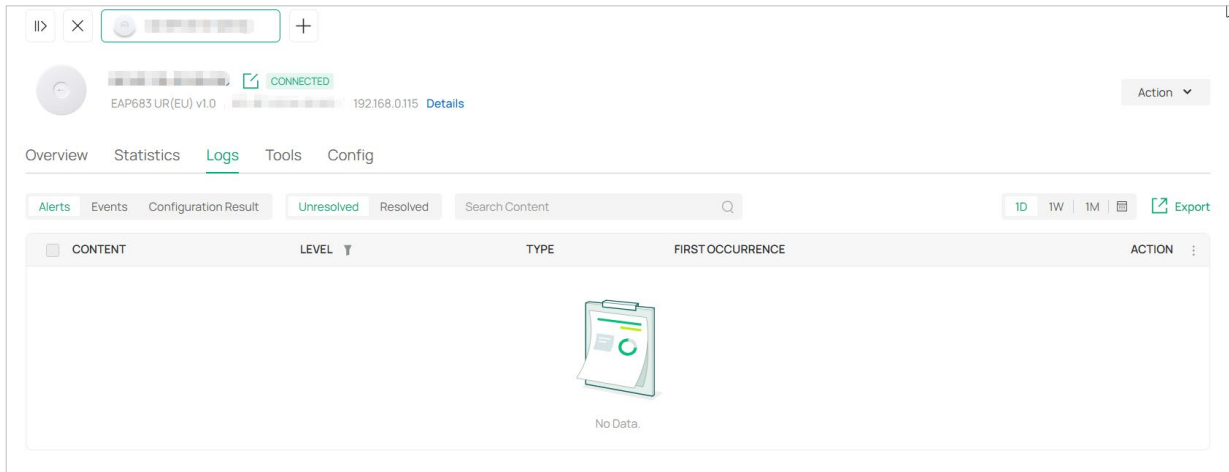 CONNECTED
Action
EAP683 UR(EU) v1.0 192.168.0.115 Details
Overview Statistics Logs Tools Config
Alerts Events Configuration Result Unresolved Resolved Search Content 1D 1W 1M Export
CONTENT LEVEL TYPE FIRST OCCURRENCE ACTION
No Data.